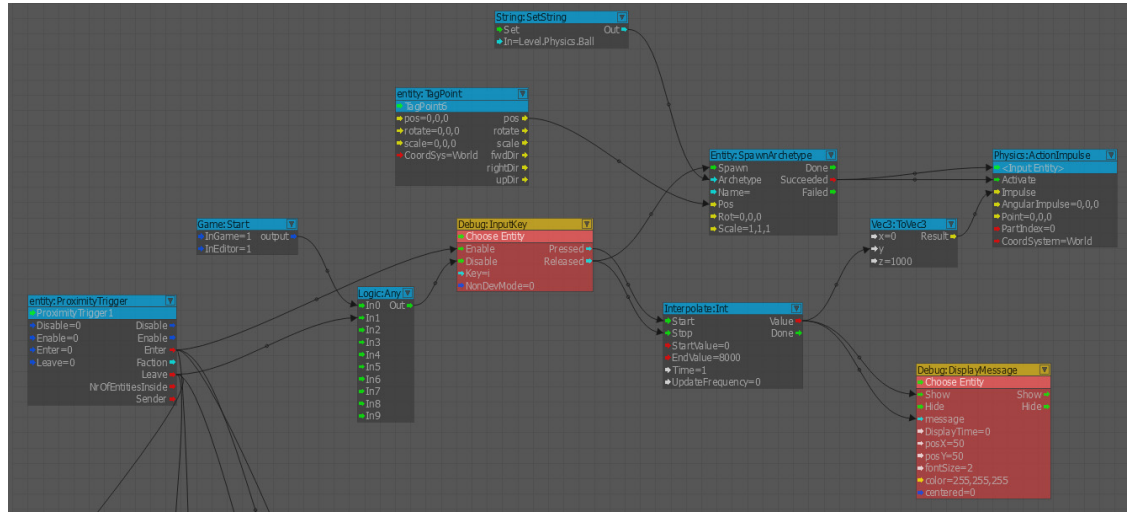 String:SetString
Set Out
In=Level.Physics.Ball
entity:TagPoint
TagPoint6
pos=0,0,0 pos
rotate=0,0,0 rotate
scale=0,0,0 scale
CoordSys=World fwdDir
rightDir
upDir
Entity:SpawnArchetype
Spawn Done
Archetype Succeeded
Name= Failed
Pos
Rot=0,0,0
Scale=1,1,1
Physics:ActionImpulse
<Input Entity>
Activate
Impulse
AngularImpulse=0,0,0
Point=0,0,0
PartIndex=0
CoordSystem=World
Game:Start
InGame=1 output
InEditor=1
Debug:InputKey
Choose Entity
Enable Pressed
Disable Released
Key=i
NonDevMode=0
Vec3:ToVec3
x=0 Result
y
z=1000
entity:ProximityTrigger
ProximityTrigger1
Disable=0 Disable
Enable=0 Enable
Enter=0 Enter
Leave=0 Faction
Leave
NrOfEntitiesInside
Sender
Logic:Any
In0 Out
In1
In2
In3
In4
In5
In6
In7
In8
In9
Interpolate:Int
Start Value
Stop Done
StartValue=0
EndValue=8000
Time=1
UpdateFrequency=0
Debug:DisplayMessage
Choose Entity
Show Show
Hide Hide
message
DisplayTime=0
posX=50
posY=50
fontSize=2
color=255,255,255
centered=0